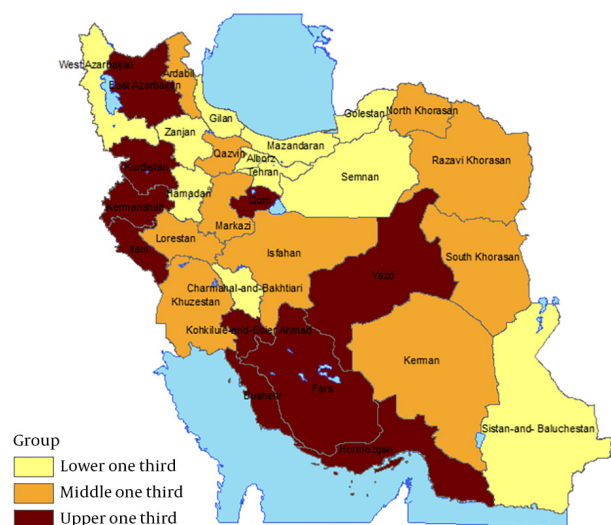 West Azarbaijan
East Azarbaijan
Ardabil
Zanjan
Gilan
Golestan
North Khorasan
Mazandaran
Kurdistan
Qazvin
Alborz
Tehran
Semnan
Razavi Khorasan
Hamadan
Kermanshah
Qom
Markazi
Ilam
Lorestan
Isfahan
Yazd
South Khorasan
Charmahal-and-Bakhtiari
Khuzestan
Kohkiluie-and-Boier Ahmad
Kerman
Bushehr
Fars
Sistan-and- Baluchestan
Hormozgan
Group
Lower one third
Middle one third
Upper one third